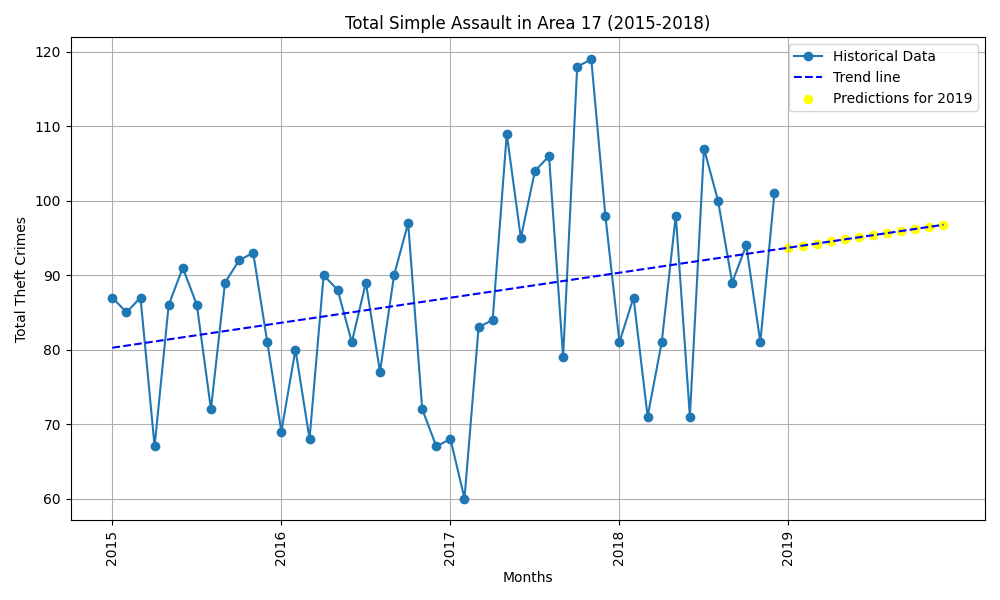 Total Simple Assault in Area 17 (2015-2018)
Historical Data
Trend line
Predictions for 2019
Total Theft Crimes
120
110
100
90
80
70
60
2015
2016
2017
2018
2019
Months